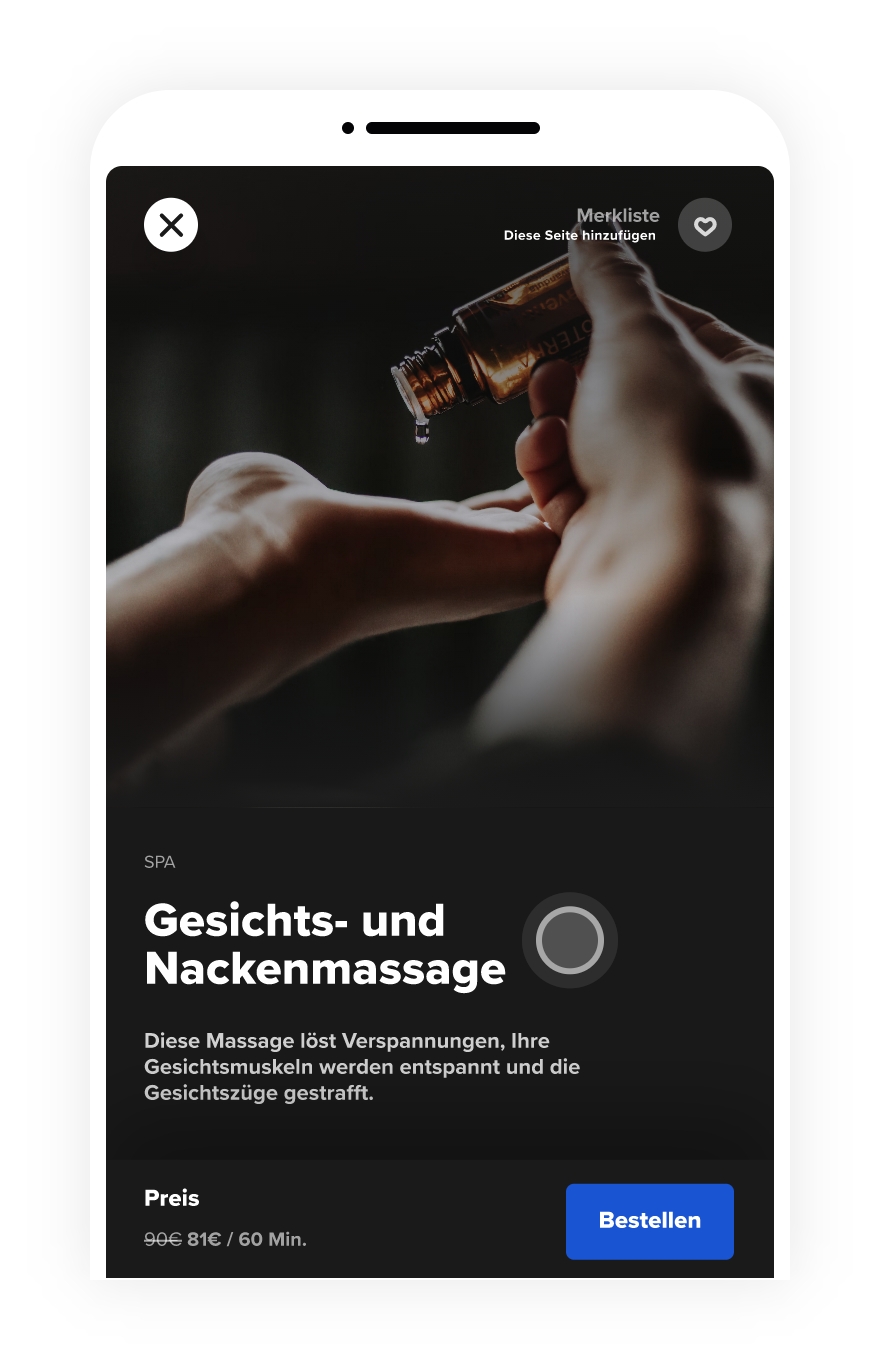 Merkliste
Diese Seite hinzufügen
SPA
Gesichts- und
Nackenmassage
Diese Massage löst Verspannungen, Ihre
Gesichtsmuskeln werden entspannt und die
Gesichtszüge gestrafft.
Preis
90€ 81€ / 60 Min.
Bestellen